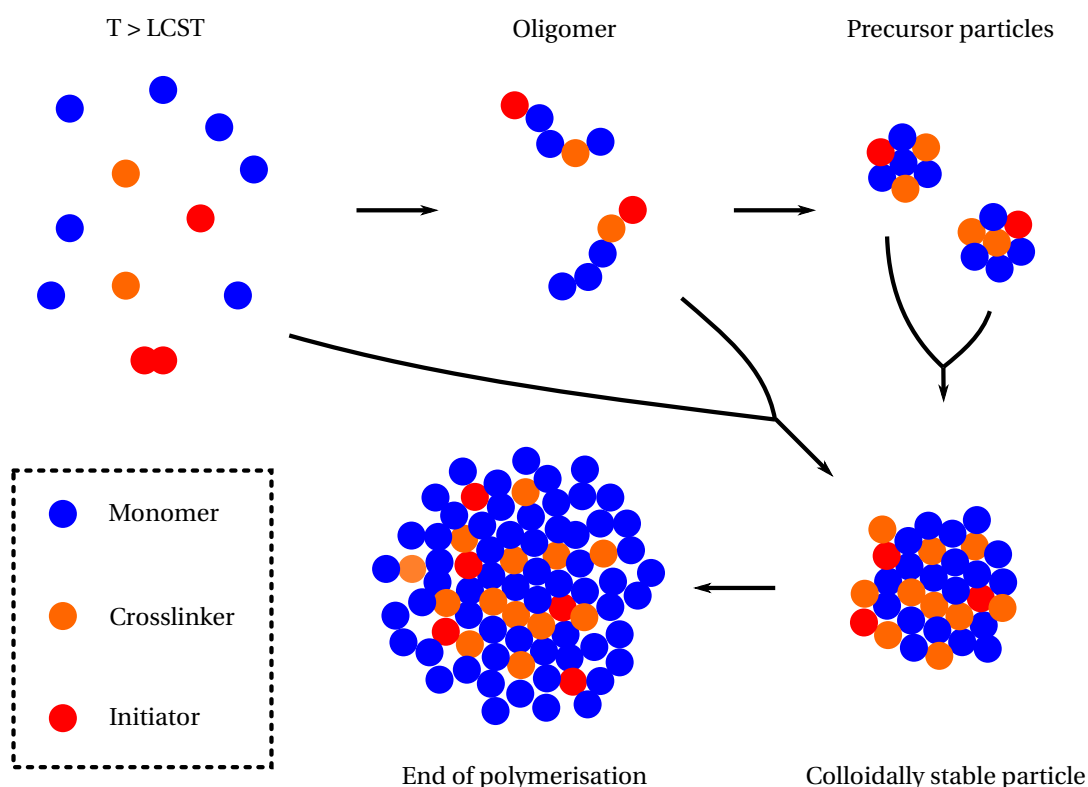 T > LCST
Oligomer
Precursor particles
Monomer
Crosslinker
Initiator
End of polymerisation
Colloidally stable particle